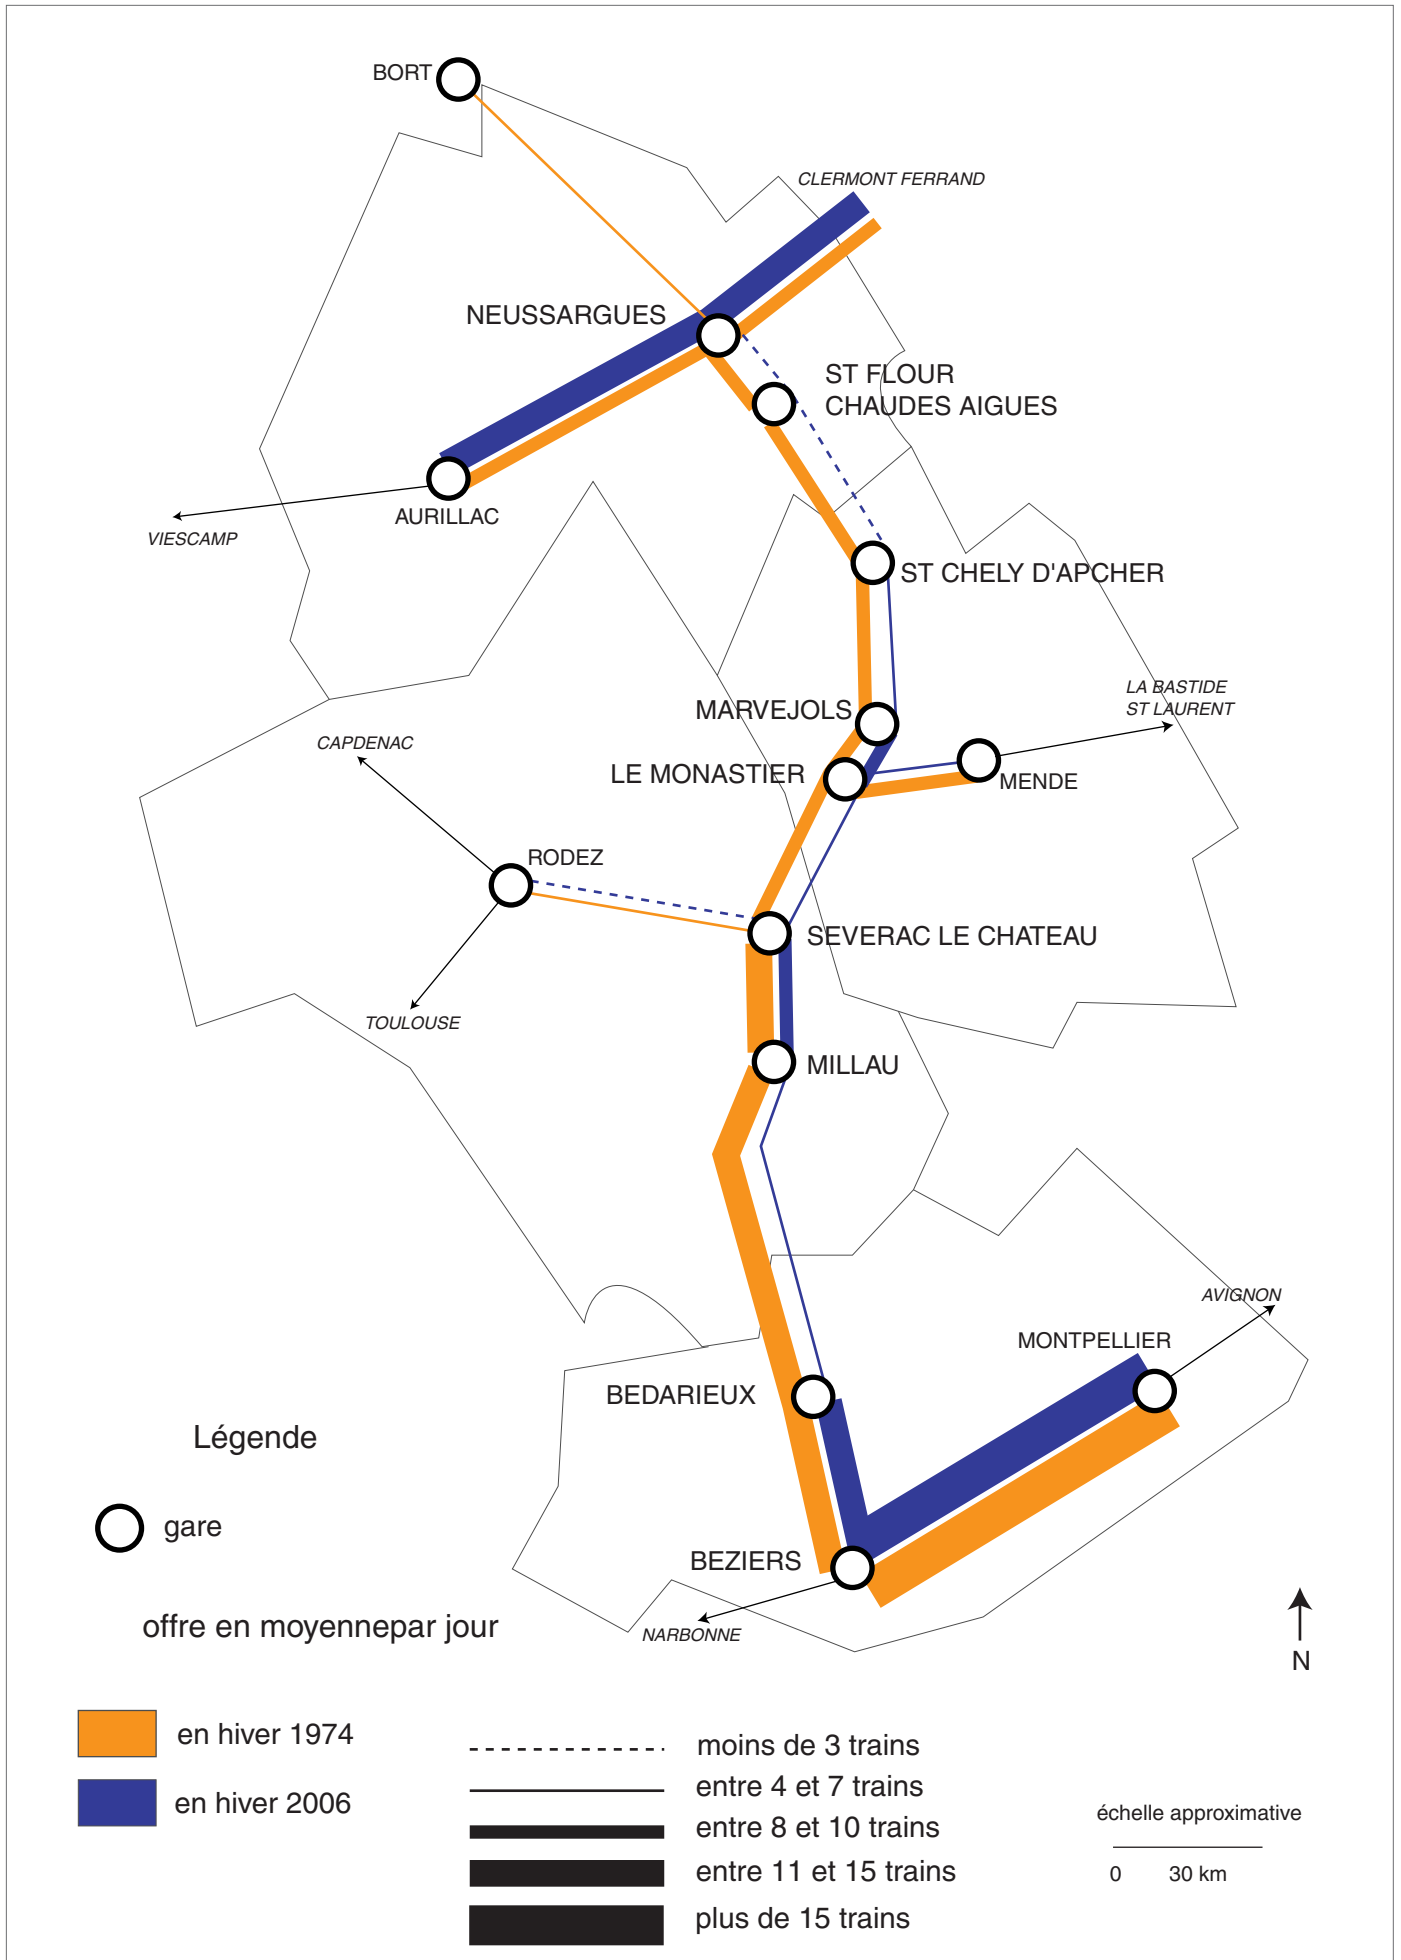 BORT
CLERMONT FERRAND
NEUSSARGUES
ST FLOUR
CHAUDES AIGUES
AURILLAC
VIESCAMP
ST CHELY D'APCHER
LA BASTIDE
ST LAURENT
MARVEJOLS
CAPDENAC
LE MONASTIER
MENDE
RODEZ
SEVERAC LE CHATEAU
TOULOUSE
MILLAU
AVIGNON
MONTPELLIER
BEDARIEUX
Légende
gare
BEZIERS
NARBONNE
offre en moyennepar jour
N
en hiver 1974
en hiver 2006
moins de 3 trains
entre 4 et 7 trains
entre 8 et 10 trains
entre 11 et 15 trains
plus de 15 trains
échelle approximative
0 30 km